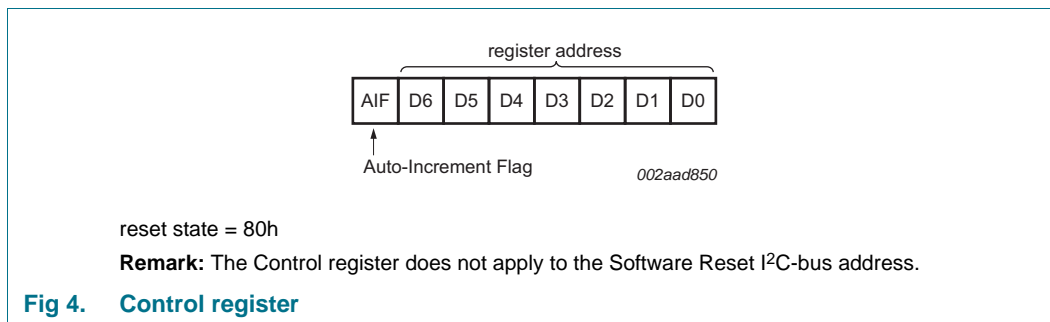 register address
AIF D6 D5 D4 D3 D2 D1 D0
Auto-Increment Flag
002aad850
reset state = 80h
Remark: The Control register does not apply to the Software Reset I²C-bus address.
Fig 4. Control register